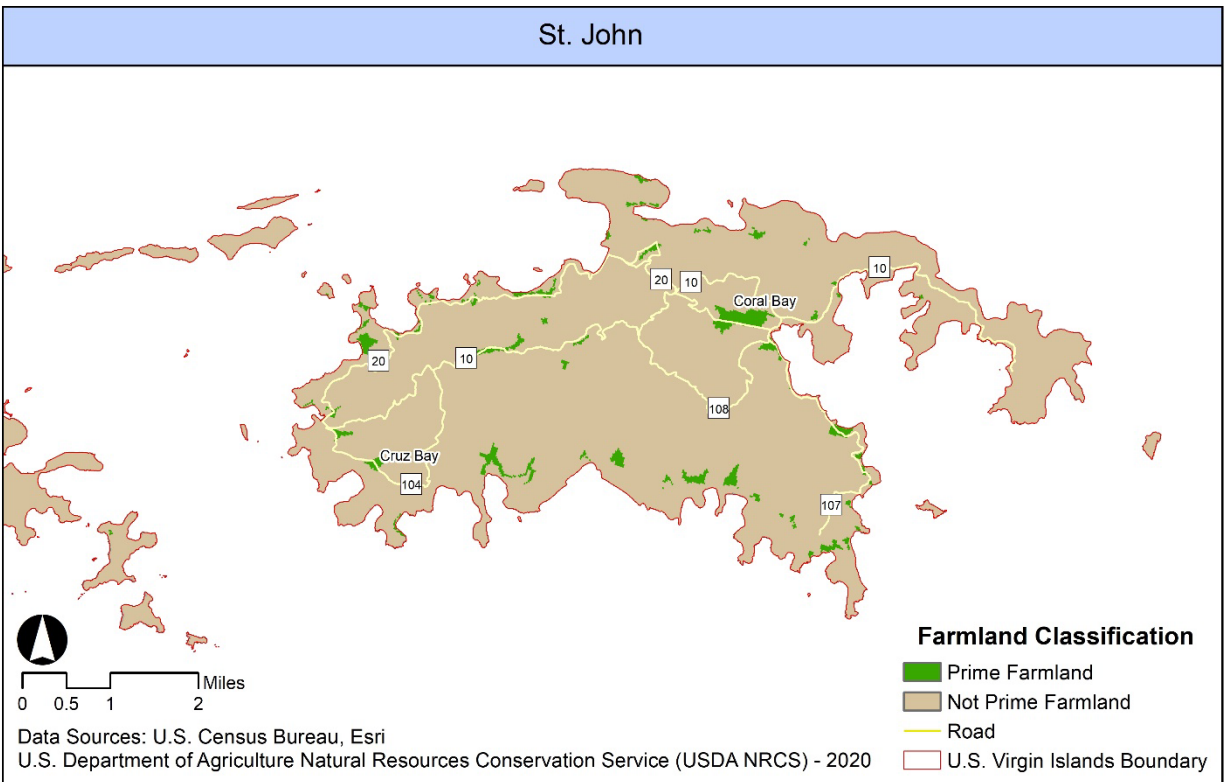 St. John
20
10
10
Coral Bay
20
10
108
Cruz Bay
104
107
Farmland Classification
Prime Farmland
Not Prime Farmland
Road
U.S. Virgin Islands Boundary
Miles
0 0.5 1 2
Data Sources: U.S. Census Bureau, Esri
U.S. Department of Agriculture Natural Resources Conservation Service (USDA NRCS) - 2020